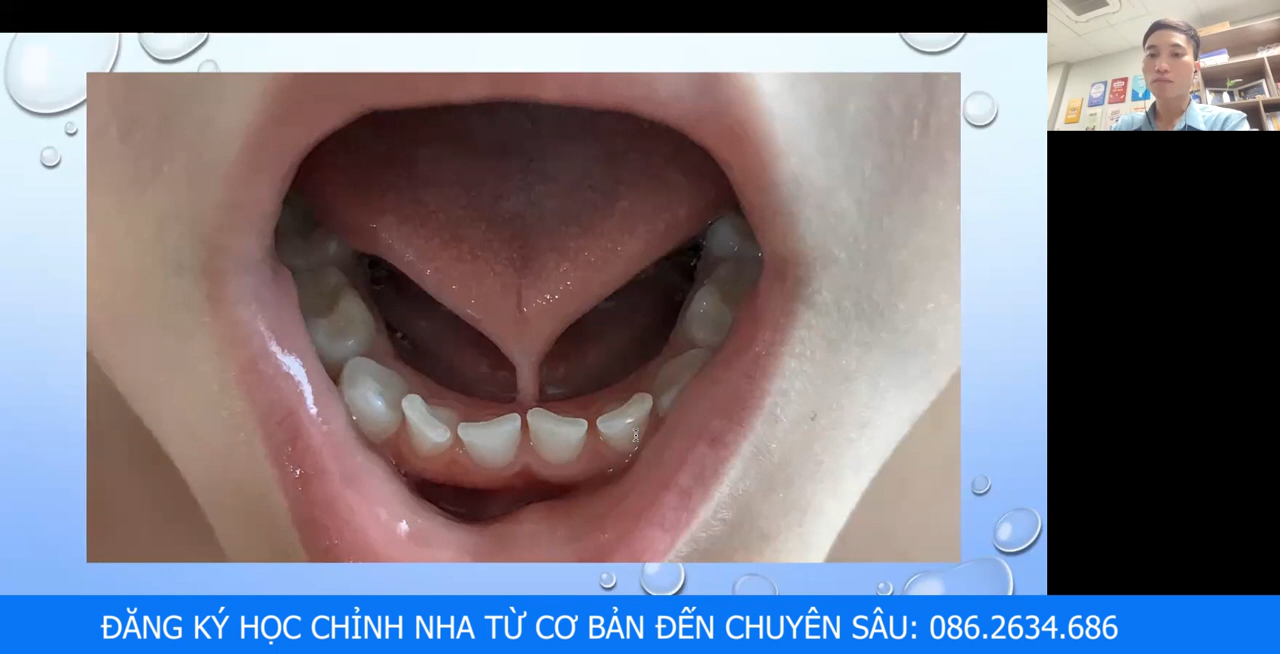 ĐĂNG KÝ HỌC CHỈNH NHA TỪ CƠ BẢN ĐẾN CHUYÊN SÂU: 086.2634.686